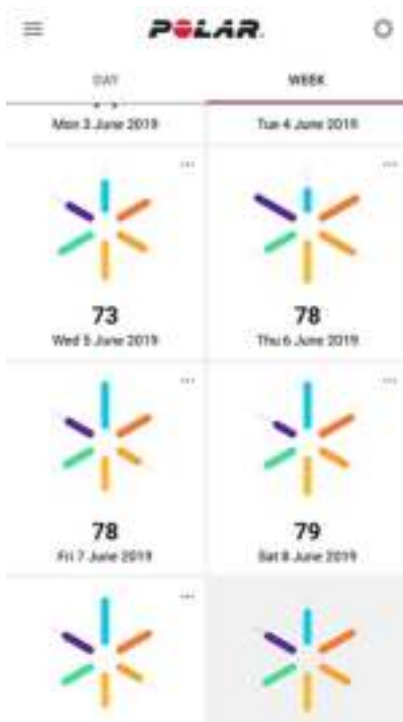 POLAR
DAY WEEK
Mon 3 June 2019 Tue 4 June 2019
73 78
Wed 5 June 2019 Thu 6 June 2019
78 79
Fri 7 June 2019 Sat 8 June 2019